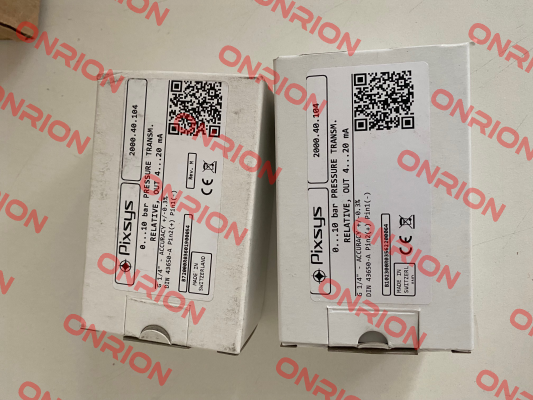 Pixsys
2000.40.104
0...10 bar PRESSURE TRANSM.
RELATIVE, OUT 4...20 mA
G 1/4" - ACCURACY +/-0.3%
DIN 43650-A Pin2(+) Pin1(-)
MADE IN
SWITZERLAND
Rev. M
CE
Pixsys
2000.40.104
0...10 bar PRESSURE TRANSM.
RELATIVE, OUT 4...20 mA
G 1/4" - ACCURACY +/-0.3%
DIN 43650-A Pin2(+) Pin1(-)
MADE IN
SWITZERLAND
CE
ONRION
ONRION
ONRION
ONRION
ONRION
ONRION
ONRION
ONRION
ONRION
ONRION
ONRION